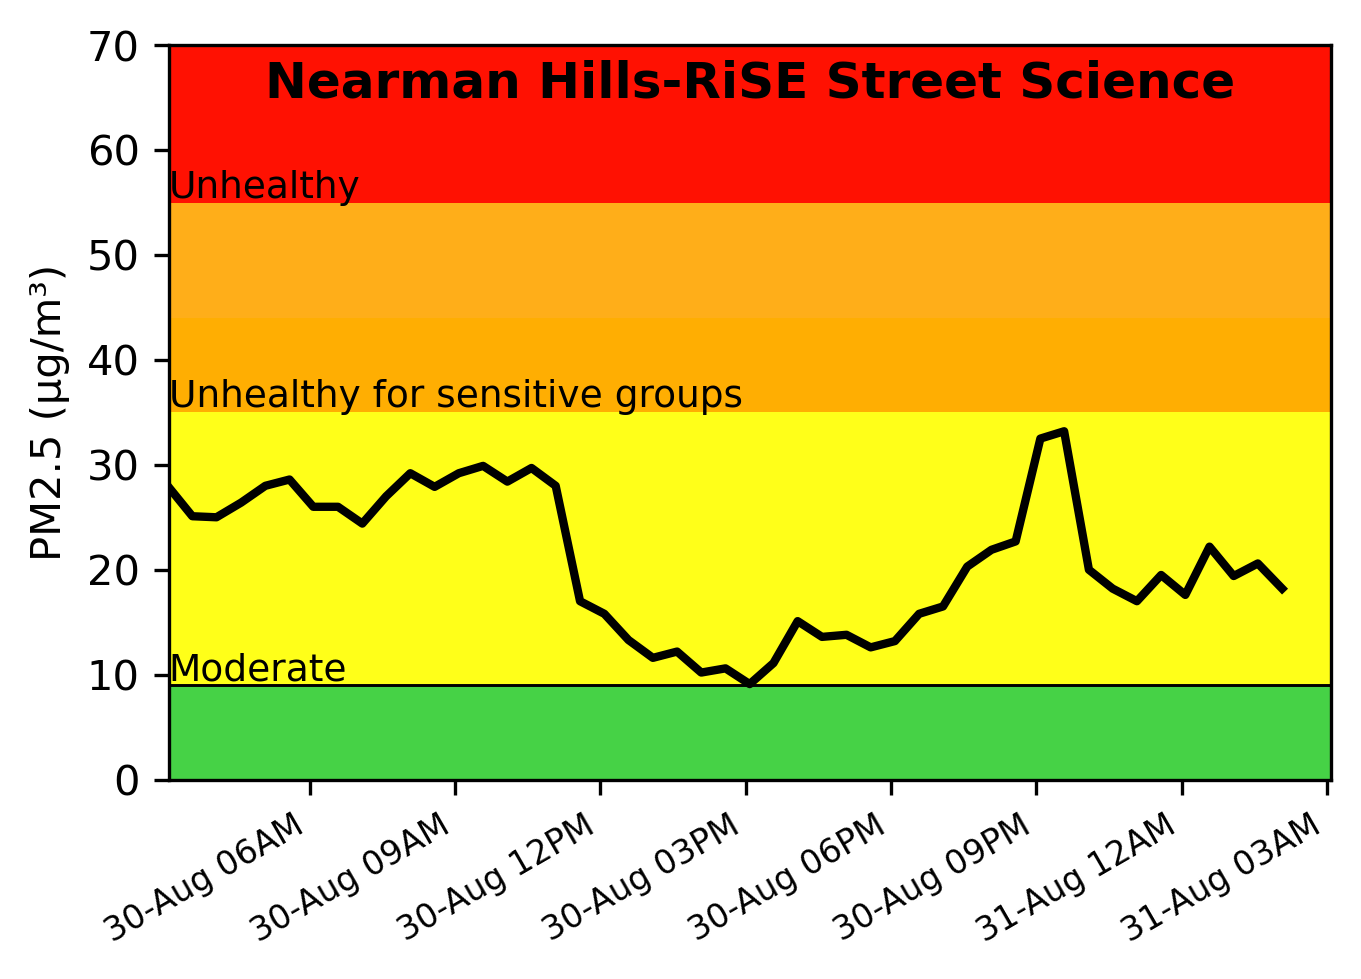 Nearman Hills-RiSE Street Science
70
60
50
40
30
20
10
0
PM2.5 (µg/m³)
Unhealthy
Unhealthy for sensitive groups
Moderate
30-Aug 06AM
30-Aug 09AM
30-Aug 12PM
30-Aug 03PM
30-Aug 06PM
30-Aug 09PM
31-Aug 12AM
31-Aug 03AM